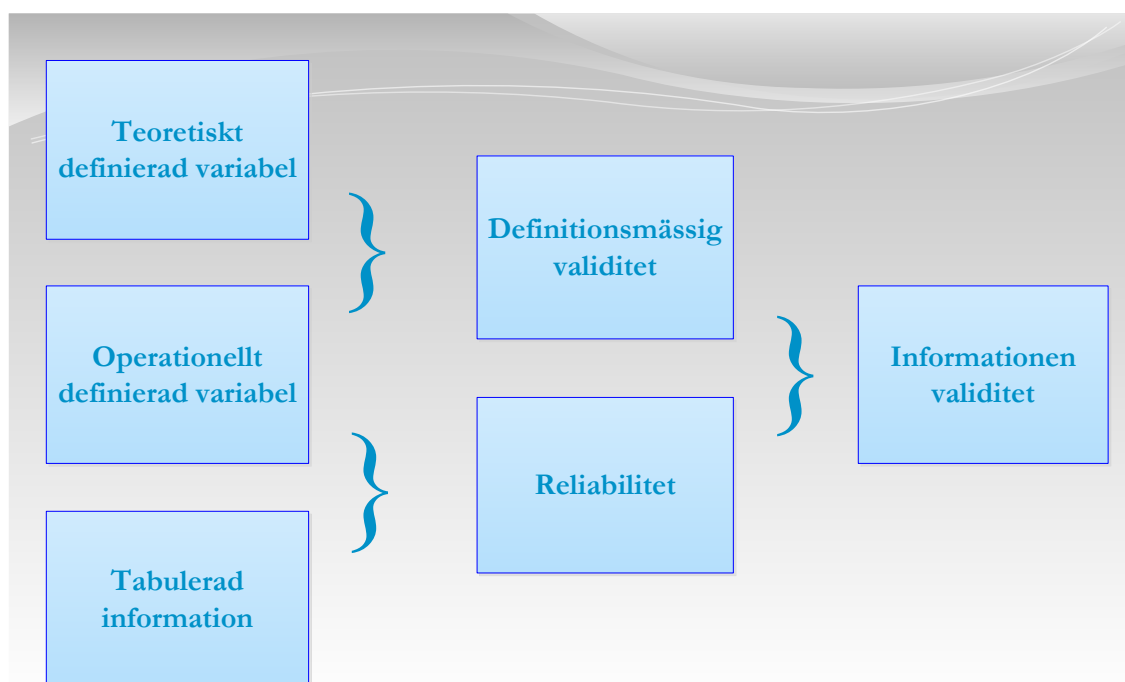 Teoretiskt
definierad variabel
Operationellt
definierad variabel
Tabulerad
information
Definitionsmässig
validitet
Reliabilitet
Informationen
validitet